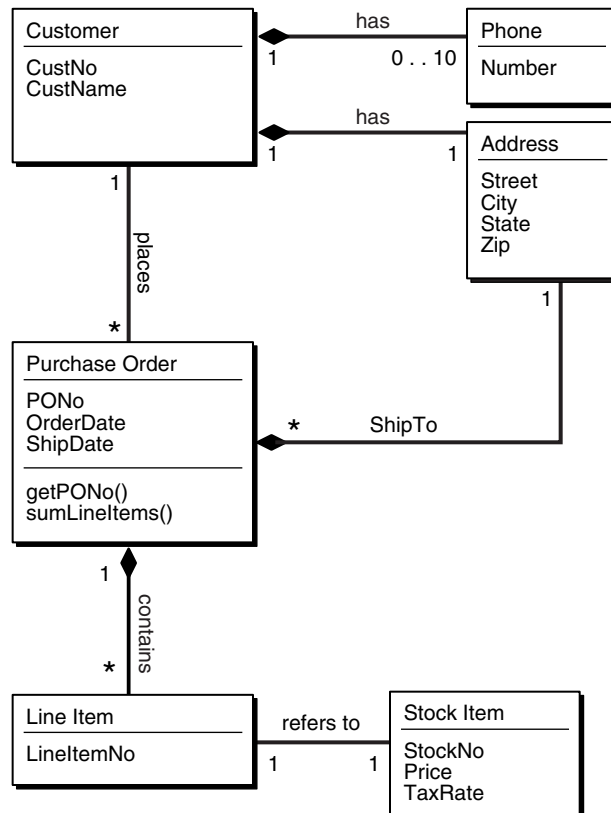 Customer
CustNo
CustName
has
1
0 . . 10
Phone
Number
has
1
1
Address
Street
City
State
Zip
1
places
*
1
Purchase Order
PONo
OrderDate
ShipDate
getPONo()
sumLineItems()
*
ShipTo
1
contains
*
Line Item
LineItemNo
refers to
1
1
Stock Item
StockNo
Price
TaxRate